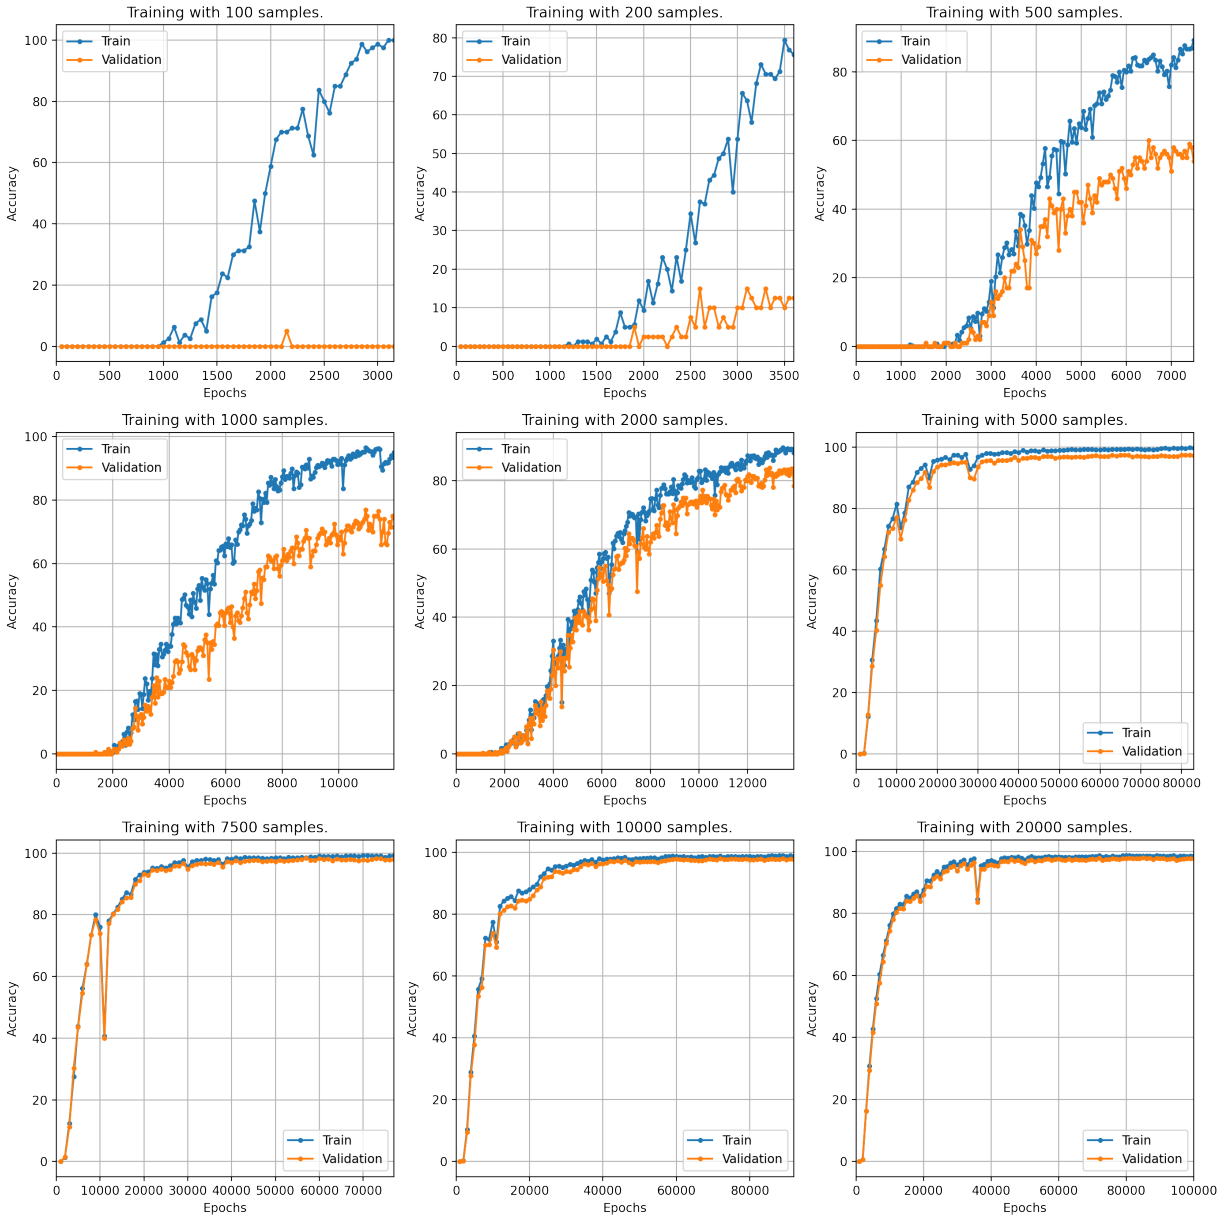 Training with 100 samples.
Train
Validation
Accuracy
100
80
60
40
20
0
0 500 1000 1500 2000 2500 3000
Epochs
Training with 200 samples.
Train
Validation
Accuracy
80
70
60
50
40
30
20
10
0
0 500 1000 1500 2000 2500 3000 3500
Epochs
Training with 500 samples.
Train
Validation
Accuracy
80
60
40
20
0
0 1000 2000 3000 4000 5000 6000 7000
Epochs
Training with 1000 samples.
Train
Validation
Accuracy
100
80
60
40
20
0
0 2000 4000 6000 8000 10000
Epochs
Training with 2000 samples.
Train
Validation
Accuracy
80
60
40
20
0
0 2000 4000 6000 8000 10000 12000
Epochs
Training with 5000 samples.
Accuracy
100
80
60
40
20
0
Train
Validation
0 10000 20000 30000 40000 50000 60000 70000 80000
Epochs
Training with 7500 samples.
Accuracy
100
80
60
40
20
0
Train
Validation
0 10000 20000 30000 40000 50000 60000 70000
Epochs
Training with 10000 samples.
Accuracy
100
80
60
40
20
0
Train
Validation
0 20000 40000 60000 80000
Epochs
Training with 20000 samples.
Accuracy
100
80
60
40
20
0
Train
Validation
0 20000 40000 60000 80000 100000
Epochs